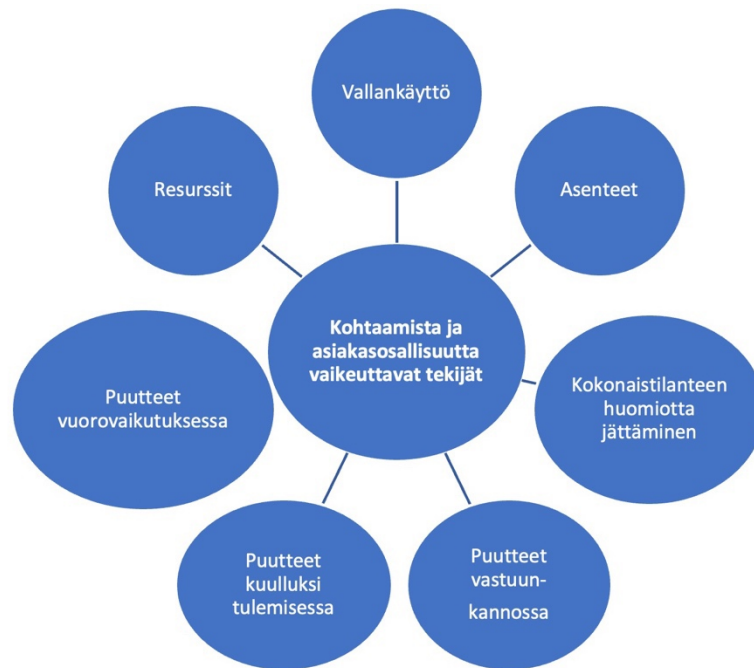 Vallankäyttö
Resurssit
Asenteet
Kohtaamista ja
asiakasosallisuutta
vaikeuttavat tekijät
Puutteet
vuorovaikutuksessa
Kokonaistilanteen
huomiotta
jättäminen
Puutteet
kuulluksi
tulemisessa
Puutteet
vastuun-
kannossa